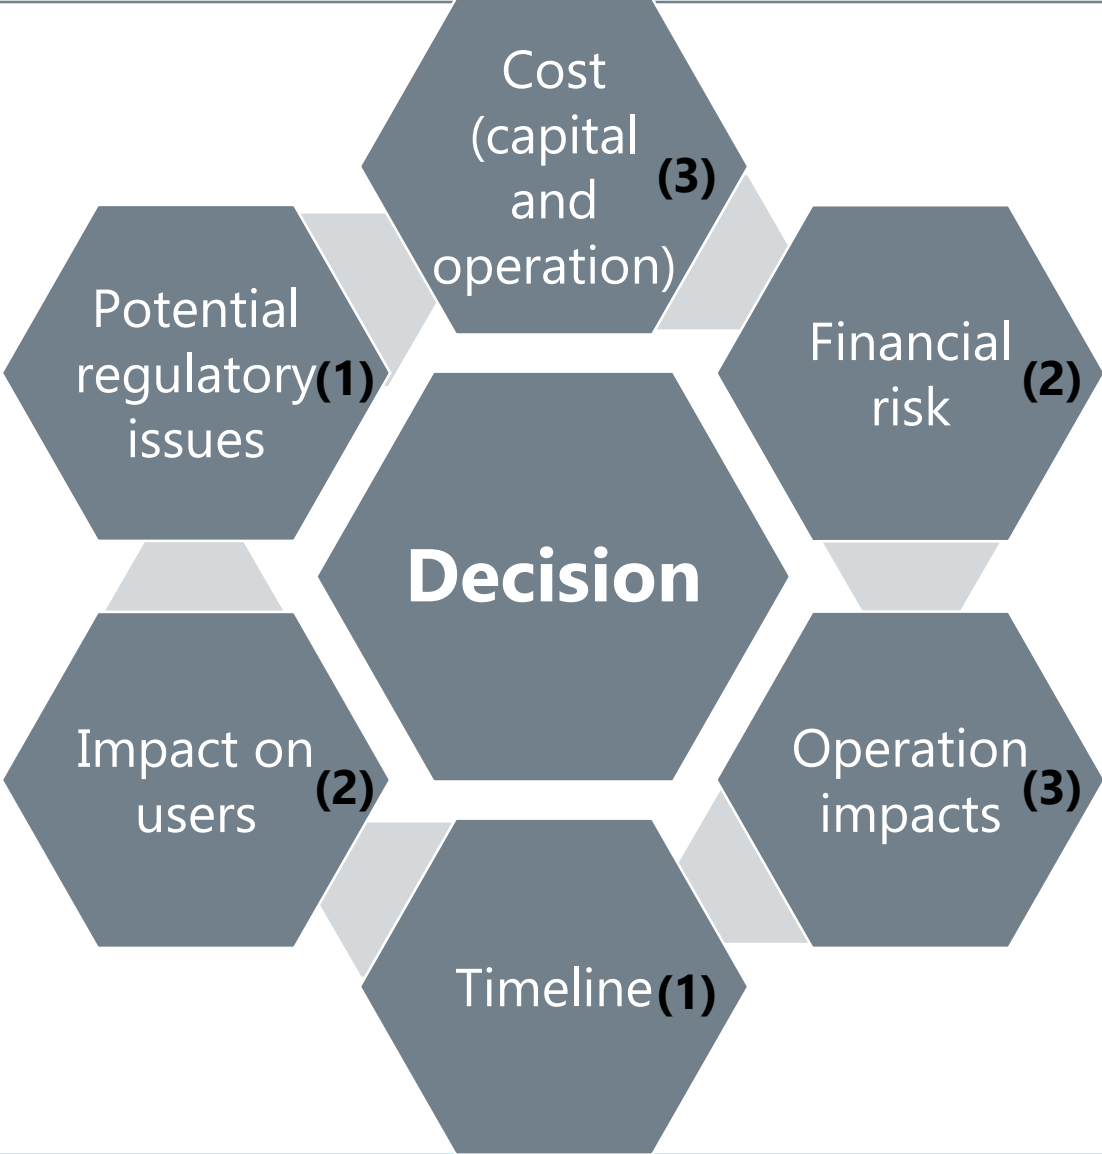 Cost
(capital
and
operation)
(3)
Financial
risk
(2)
Operation
impacts
(3)
Timeline (1)
Impact on
users
(2)
Potential
regulatory (1)
issues
Decision